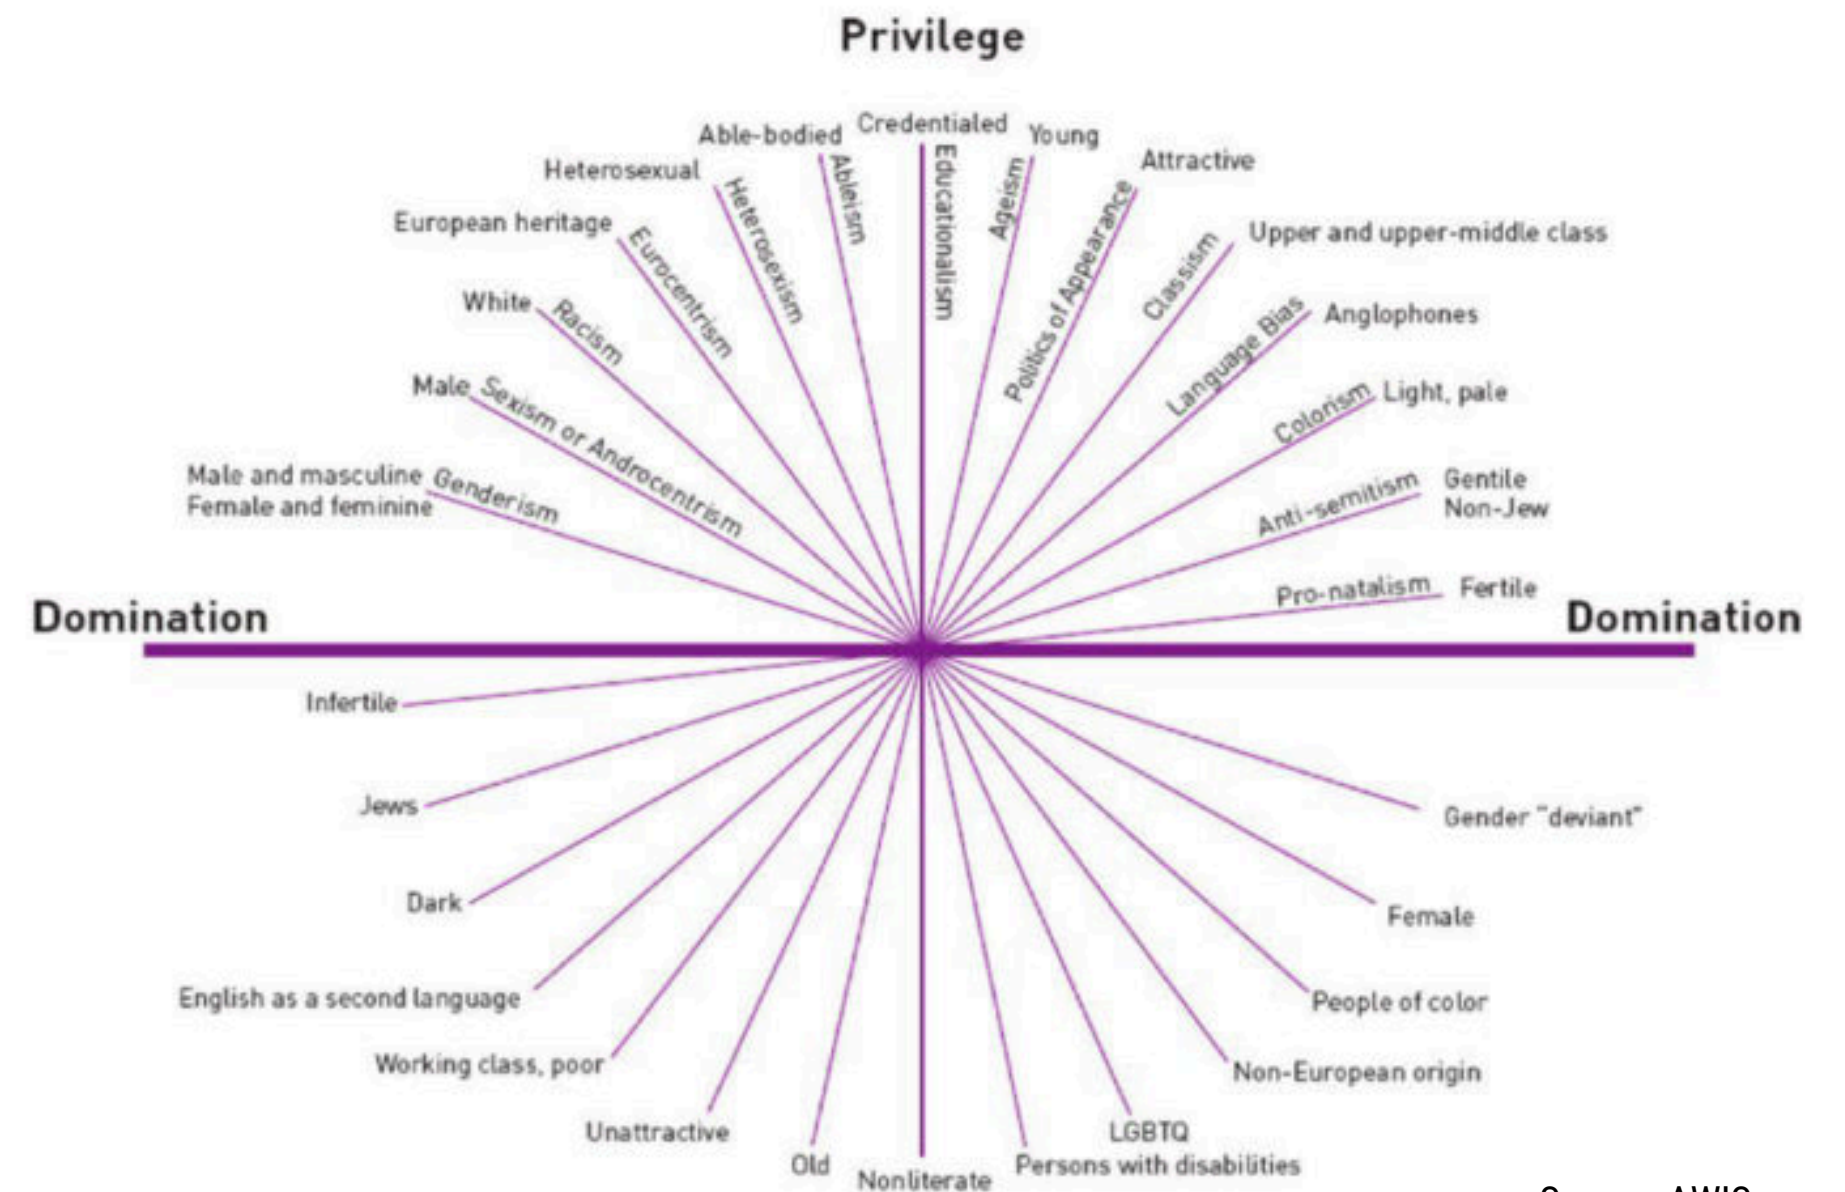 Privilege
Credentialed
Able-bodied
Young
Ableism
Educationalism
Ageism
Heterosexual
Attractive
Heterosexism
Politics of Appearance
European heritage
Upper and upper-middle class
Eurocentrism
Classism
White
Racism
Language Bias
Anglophones
Male
Sexism or Androcentrism
Colorism
Light, pale
Male and masculine
Female and feminine
Genderism
Anti-semitism
Gentile
Non-Jew
Pro-natalism
Fertile
Domination
Domination
Infertile
Jews
Gender “deviant”
Dark
Female
English as a second language
People of color
Working class, poor
Non-European origin
Unattractive
LGBTQ
Old
Persons with disabilities
Nonliterate